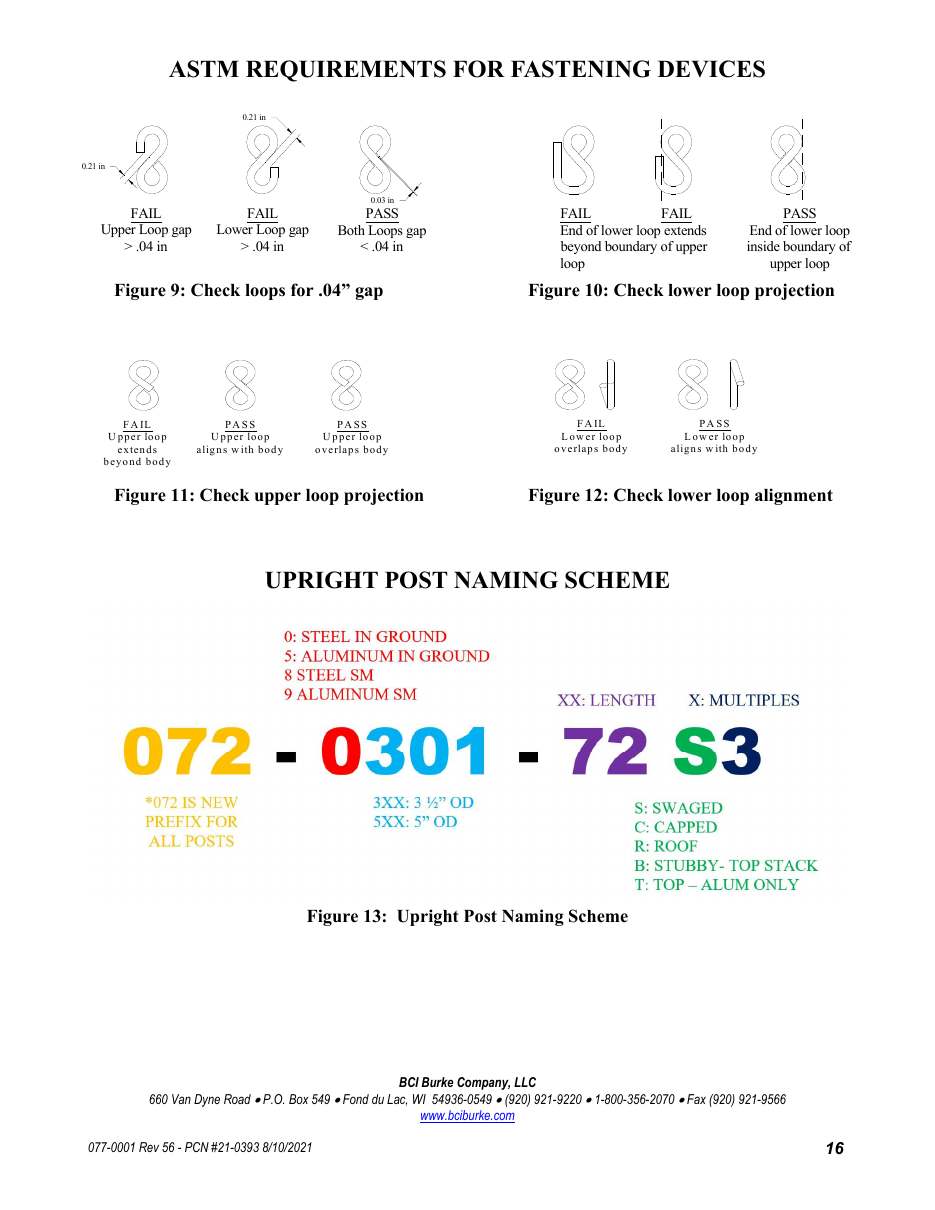 ASTM REQUIREMENTS FOR FASTENING DEVICES
0.21 in
FAIL
Upper Loop gap
> .04 in
0.21 in
FAIL
Lower Loop gap
> .04 in
0.03 in
PASS
Both Loops gap
< .04 in
Figure 9: Check loops for .04” gap
FAIL FAIL
End of lower loop extends
beyond boundary of upper
loop
PASS
End of lower loop
inside boundary of
upper loop
Figure 10: Check lower loop projection
FAIL
Upper loop
extends
beyond body
PASS
Upper loop
aligns with body
PASS
Upper loop
overlaps body
Figure 11: Check upper loop projection
FAIL
Lower loop
overlaps body
PASS
Lower loop
aligns with body
Figure 12: Check lower loop alignment
UPRIGHT POST NAMING SCHEME
0: STEEL IN GROUND
5: ALUMINUM IN GROUND
8 STEEL SM
9 ALUMINUM SM
XX: LENGTH X: MULTIPLES
072 - 0301 - 72 S3
*072 IS NEW
PREFIX FOR
ALL POSTS
3XX: 3 ½” OD
5XX: 5” OD
S: SWAGED
C: CAPPED
R: ROOF
B: STUBBY- TOP STACK
T: TOP – ALUM ONLY
Figure 13: Upright Post Naming Scheme
BCI Burke Company, LLC
660 Van Dyne Road • P.O. Box 549 • Fond du Lac, WI 54936-0549 • (920) 921-9220 • 1-800-356-2070 • Fax (920) 921-9566
www.bciburke.com
077-0001 Rev 56 - PCN #21-0393 8/10/2021
16